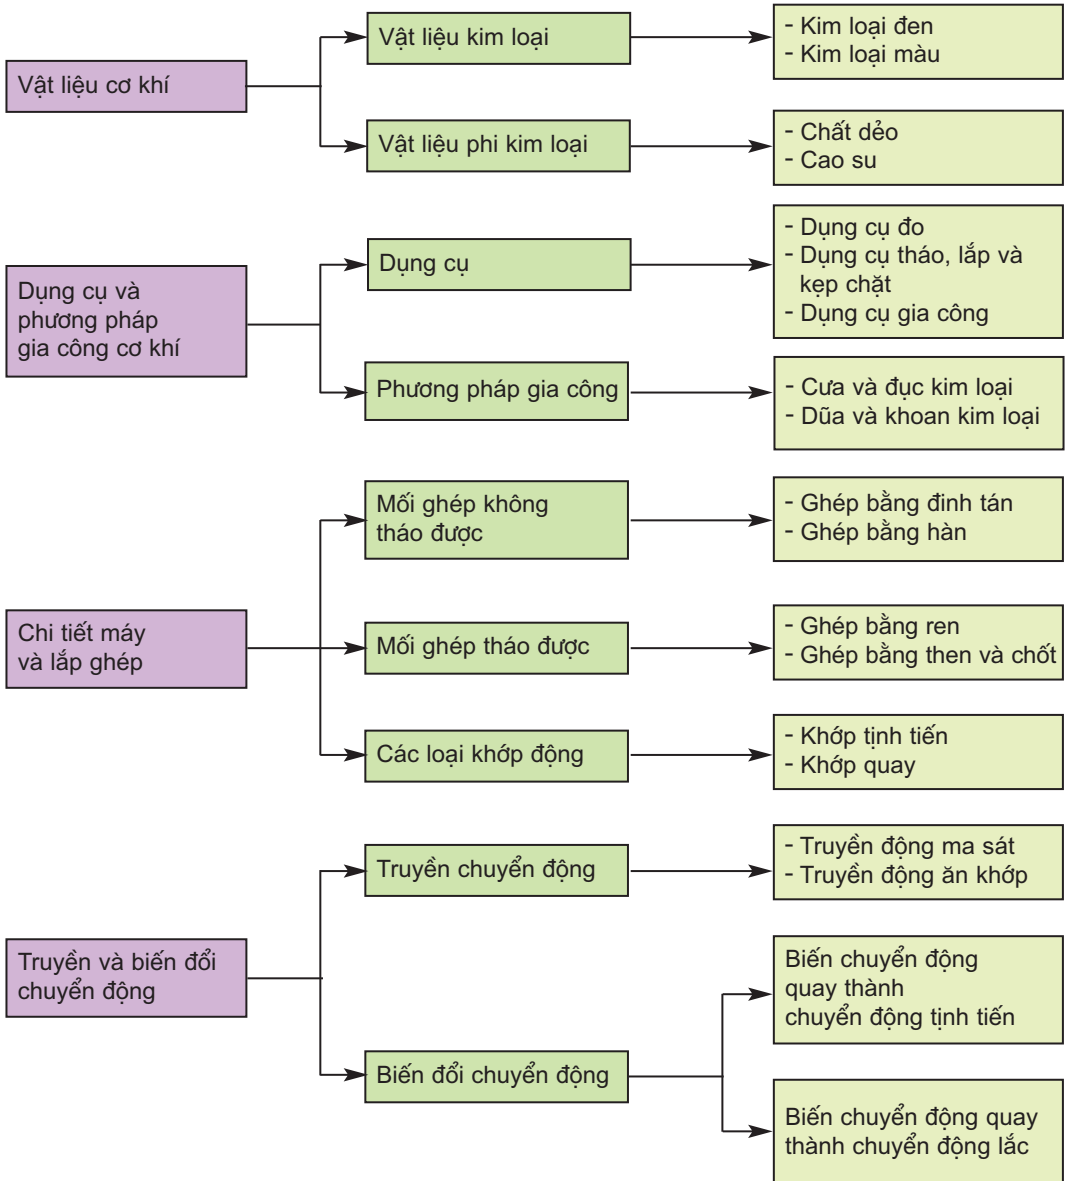 Vật liệu cơ khí
Vật liệu kim loại
- Kim loại đen
- Kim loại màu
Vật liệu phi kim loại
- Chất dẻo
- Cao su
Dụng cụ và
phương pháp
gia công cơ khí
Dụng cụ
- Dụng cụ đo
- Dụng cụ tháo, lắp và
kẹp chặt
- Dụng cụ gia công
Phương pháp gia công
- Cưa và đục kim loại
- Dũa và khoan kim loại
Chi tiết máy
và lắp ghép
Mối ghép không
tháo được
- Ghép bằng đinh tán
- Ghép bằng hàn
Mối ghép tháo được
- Ghép bằng ren
- Ghép bằng then và chốt
Các loại khớp động
- Khớp tịnh tiến
- Khớp quay
Truyền và biến đổi
chuyển động
Truyền chuyển động
- Truyền động ma sát
- Truyền động ăn khớp
Biến đổi chuyển động
Biến chuyển động
quay thành
chuyển động tịnh tiến
Biến chuyển động quay
thành chuyển động lắc